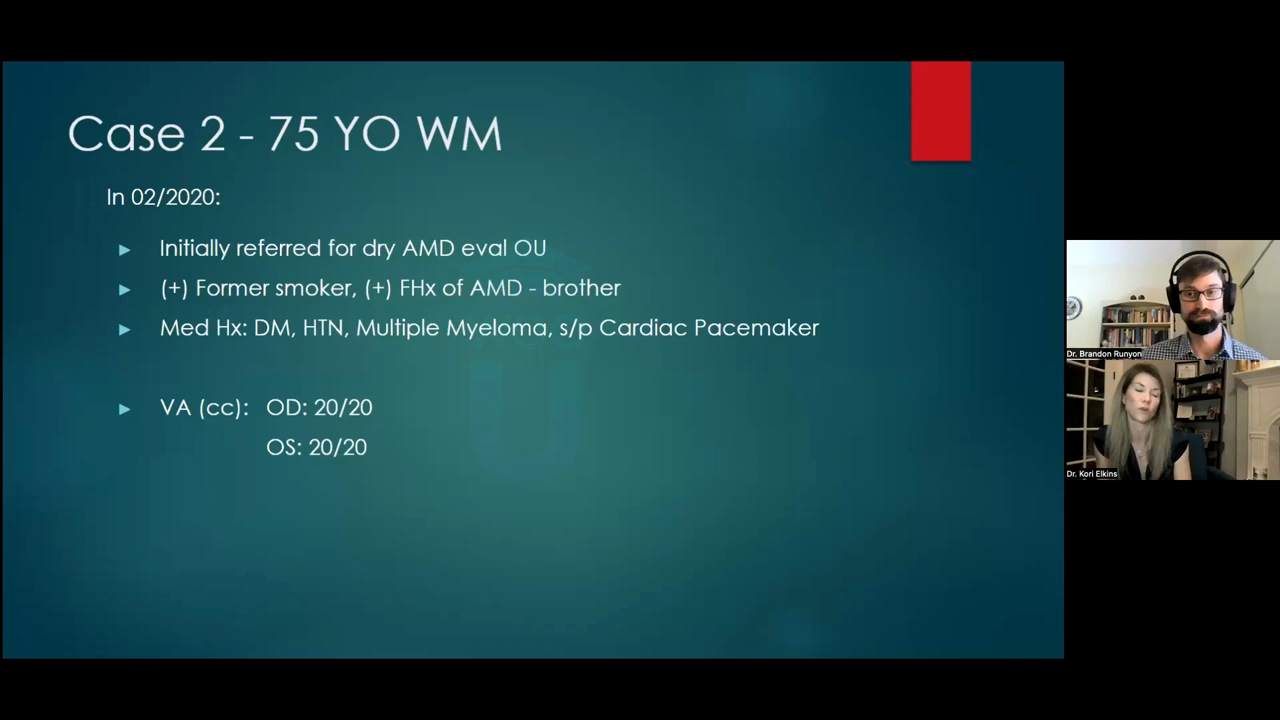 Case 2 - 75 YO WM
In 02/2020:
Initially referred for dry AMD eval OU
(+) Former smoker, (+) FHx of AMD - brother
Med Hx: DM, HTN, Multiple Myeloma, s/p Cardiac Pacemaker
VA (cc): OD: 20/20
OS: 20/20
Dr. Brandon Runyon
Dr. Kori Elkins